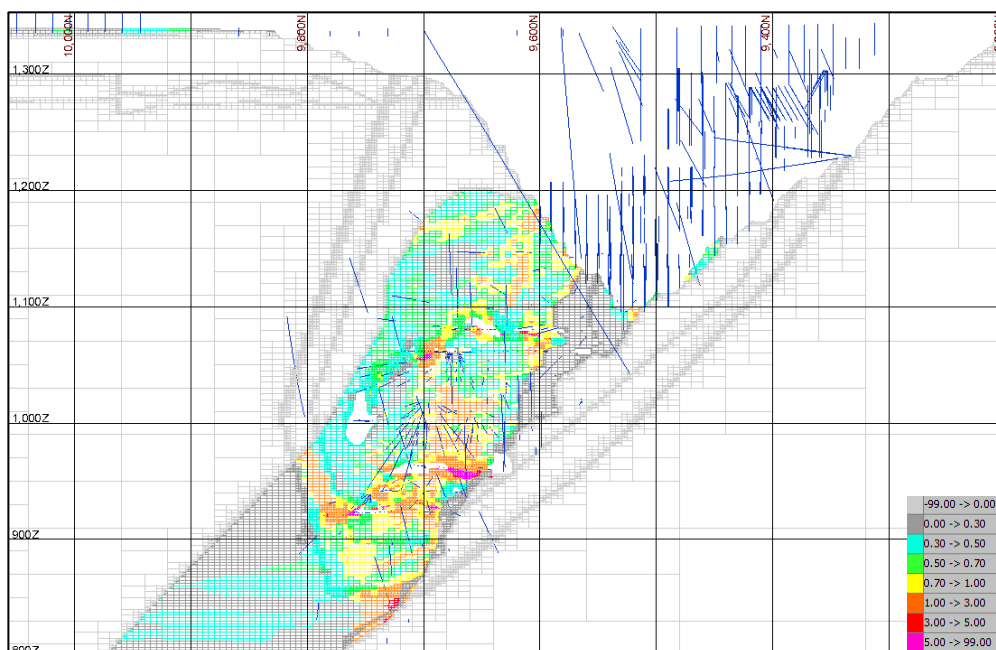 10,000N
9,800N
9,600N
9,400N
1,300Z
1,200Z
1,100Z
1,000Z
900Z
-99.00 -> 0.00
0.00 -> 0.30
0.30 -> 0.50
0.50 -> 0.70
0.70 -> 1.00
1.00 -> 3.00
3.00 -> 5.00
5.00 -> 99.00